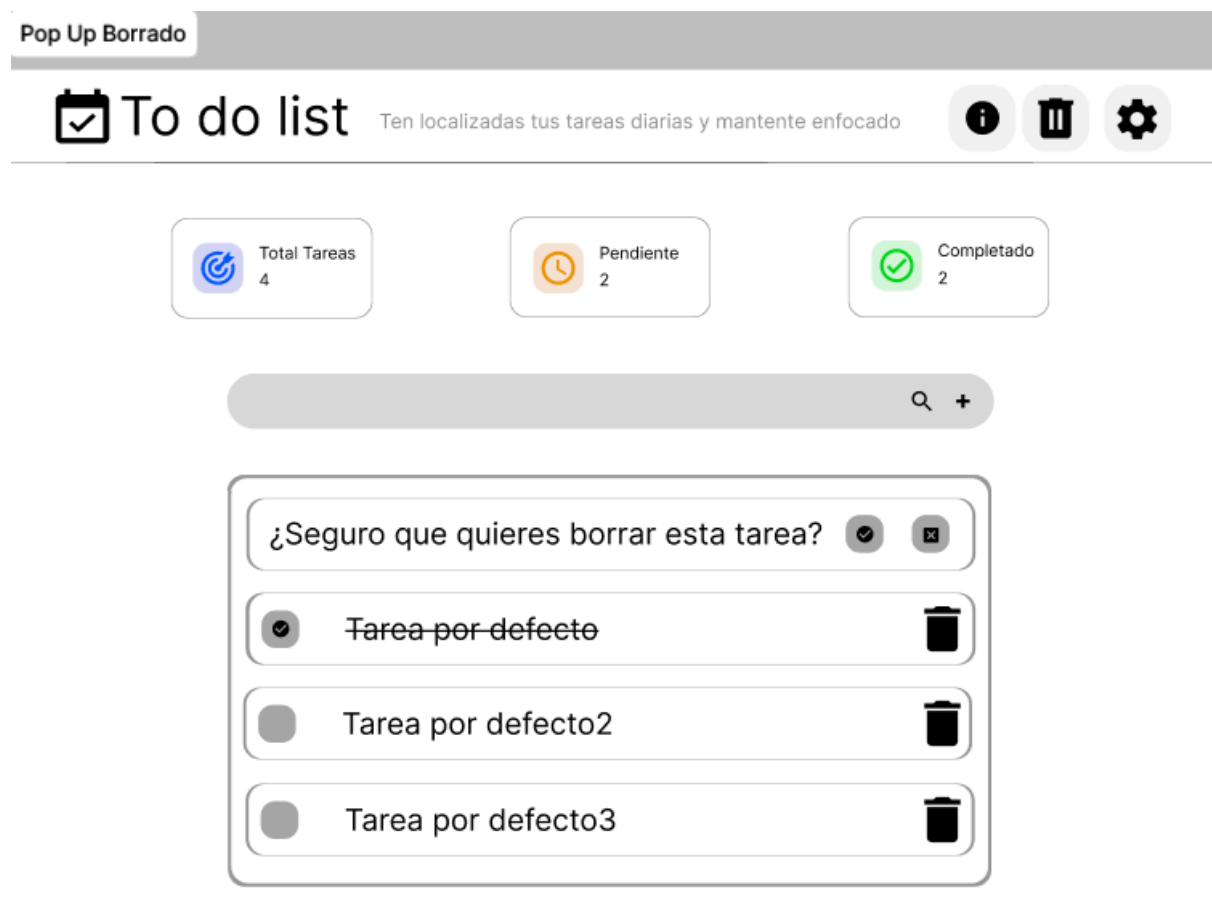 Pop Up Borrado
To do list
Ten localizadas tus tareas diarias y mantente enfocado
Total Tareas
4
Pendiente
2
Completado
2
¿Seguro que quieres borrar esta tarea?
Tarea por defecto
Tarea por defecto2
Tarea por defecto3